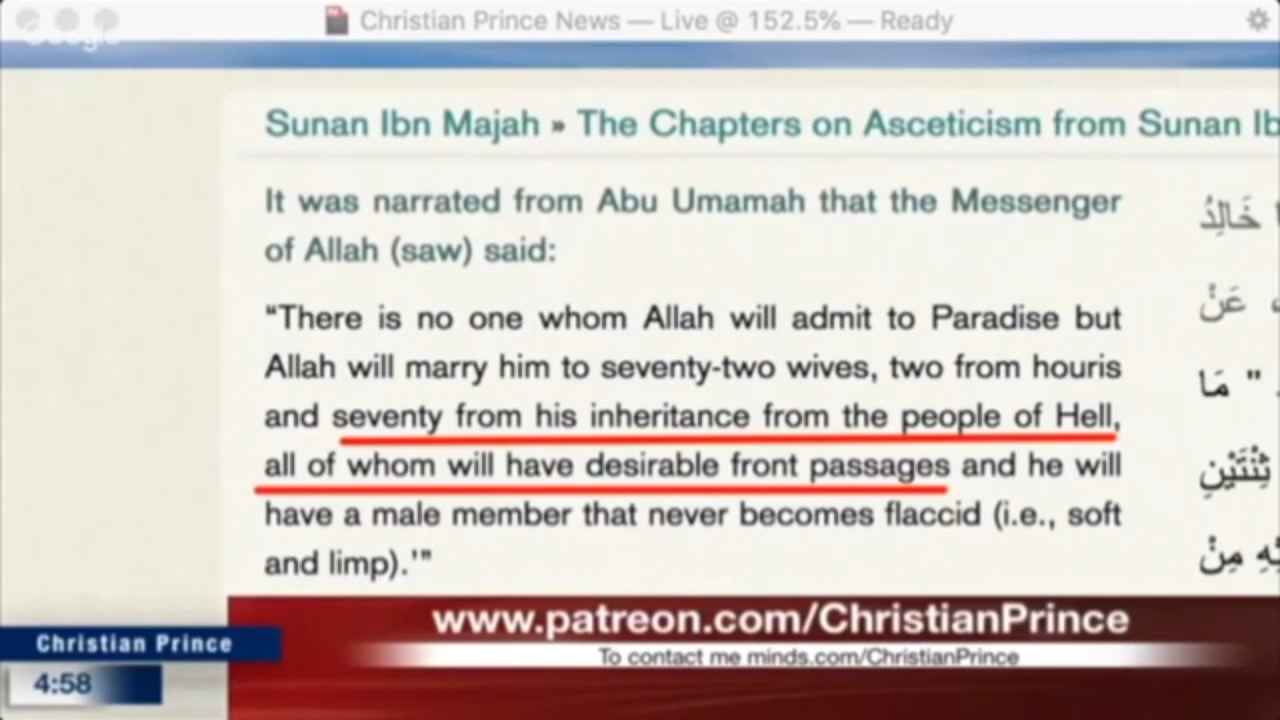 Christian Prince News — Live @ 152.5% — Ready
Google
Sunan Ibn Majah » The Chapters on Asceticism from Sunan Ib
It was narrated from Abu Umamah that the Messenger
خَالِدُ
of Allah (saw) said:
“There is no one whom Allah will admit to Paradise but
عَنْ
Allah will marry him to seventy-two wives, two from houris
" مَا
and seventy from his inheritance from the people of Hell,
all of whom will have desirable front passages and he will
ثِنْتَيْنِ
have a male member that never becomes flaccid (i.e., soft
and limp).'”
مِنْ
www.patreon.com/ChristianPrince
Christian Prince
To contact me minds.com/ChristianPrince
4:58